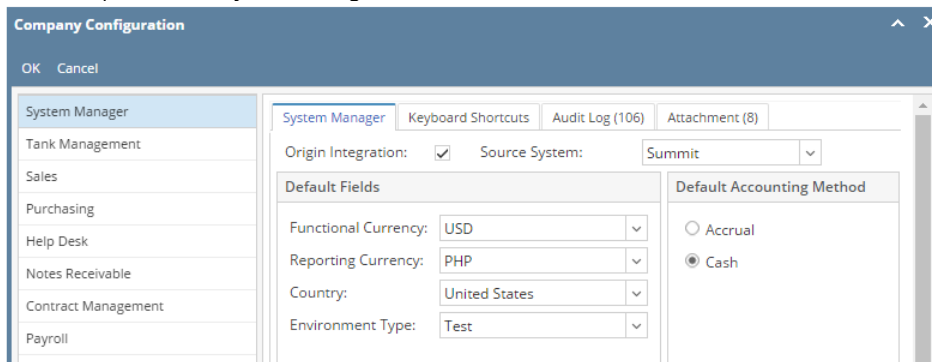 Company Configuration
OK Cancel
System Manager
Tank Management
Sales
Purchasing
Help Desk
Notes Receivable
Contract Management
Payroll
System Manager Keyboard Shortcuts Audit Log (106) Attachment (8)
Origin Integration: Source System: Summit
Default Fields
Functional Currency: USD
Reporting Currency: PHP
Country: United States
Environment Type: Test
Default Accounting Method
Accrual
Cash